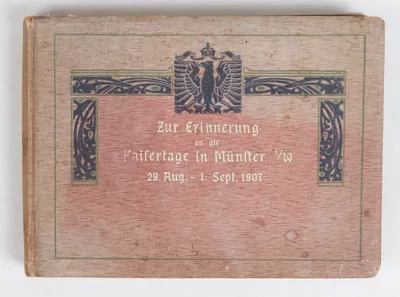 Zur Erinnerung
an die
Kaisertage in Münster i/W
29. Aug. - 1. Sept. 1907